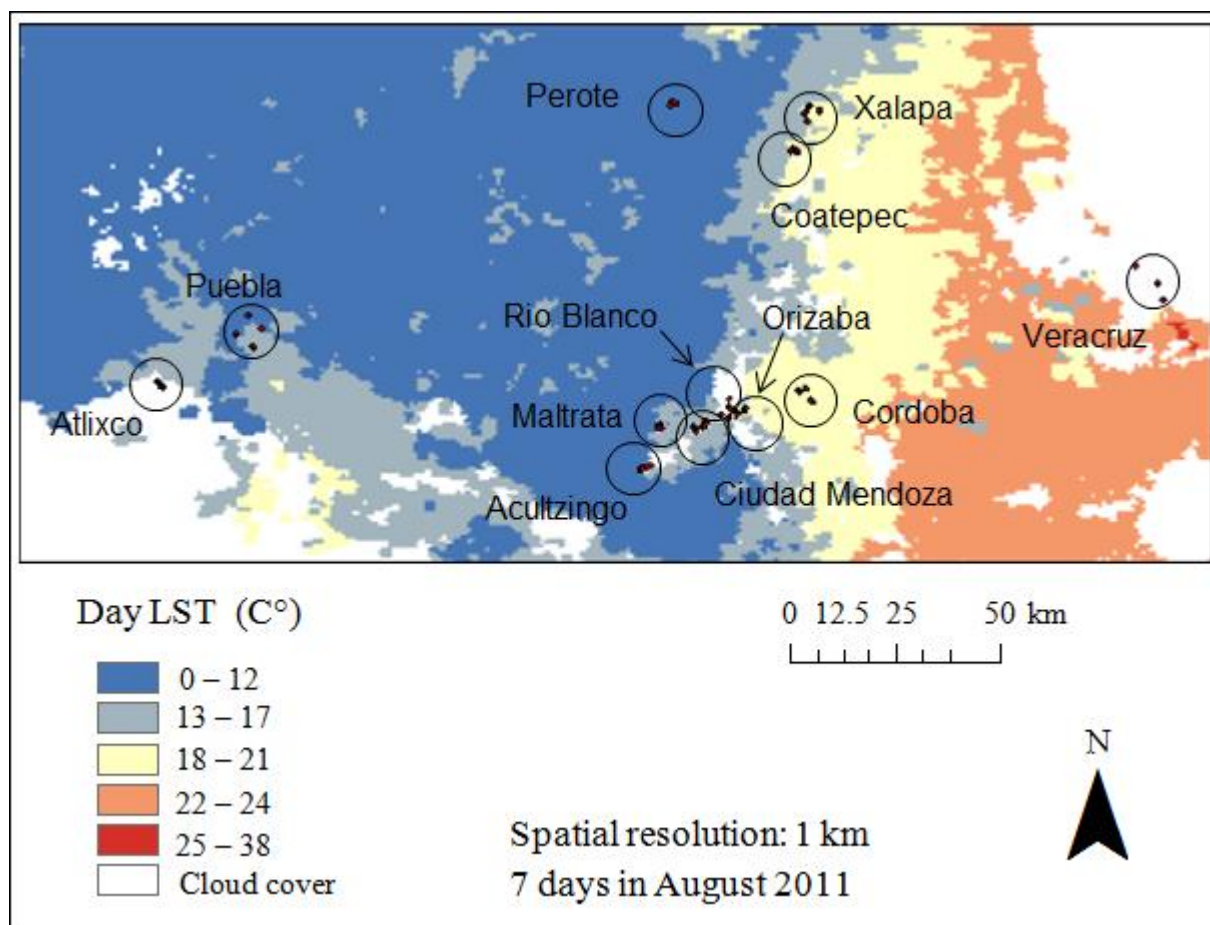 Perote
Xalapa
Coatepec
Puebla
Rio Blanco
Orizaba
Veracruz
Atlixco
Maltrata
Cordoba
Acultzingo
Ciudad Mendoza
Day LST (C°)
0 – 12
13 – 17
18 – 21
22 – 24
25 – 38
Cloud cover
0 12.5 25 50 km
N
Spatial resolution: 1 km
7 days in August 2011